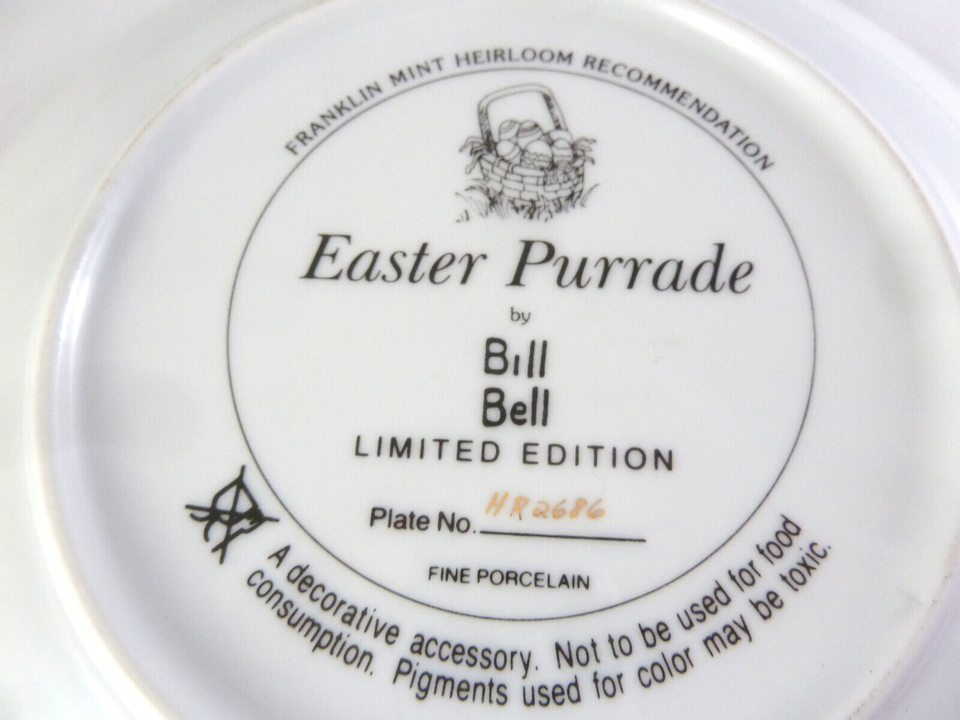 FRANKLIN MINT HEIRLOOM RECOMMENDATION
Easter Purrade
by
Bill
Bell
LIMITED EDITION
Plate No. HR2686
FINE PORCELAIN
A decorative accessory. Not to be used for food
consumption. Pigments used for color may be toxic.